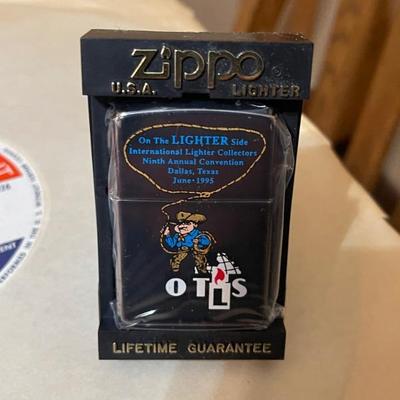 Zippo
U.S.A. LIGHTER
On The LIGHTER Side
International Lighter Collectors
Ninth Annual Convention
Dallas, Texas
June • 1995
OTLS
LIFETIME GUARANTEE